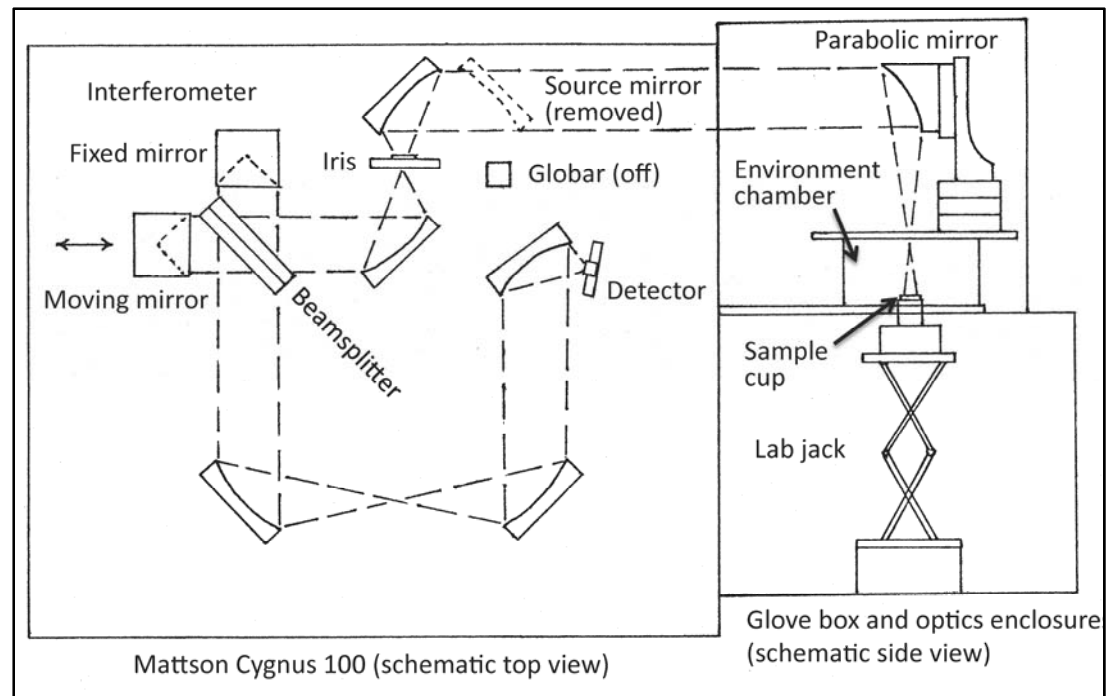 Parabolic mirror
Interferometer
Source mirror
(removed)
Fixed mirror
Iris
Globar (off)
Environment
chamber
Moving mirror
Beamsplitter
Detector
Sample
cup
Lab jack
Mattson Cygnus 100 (schematic top view)
Glove box and optics enclosure
(schematic side view)